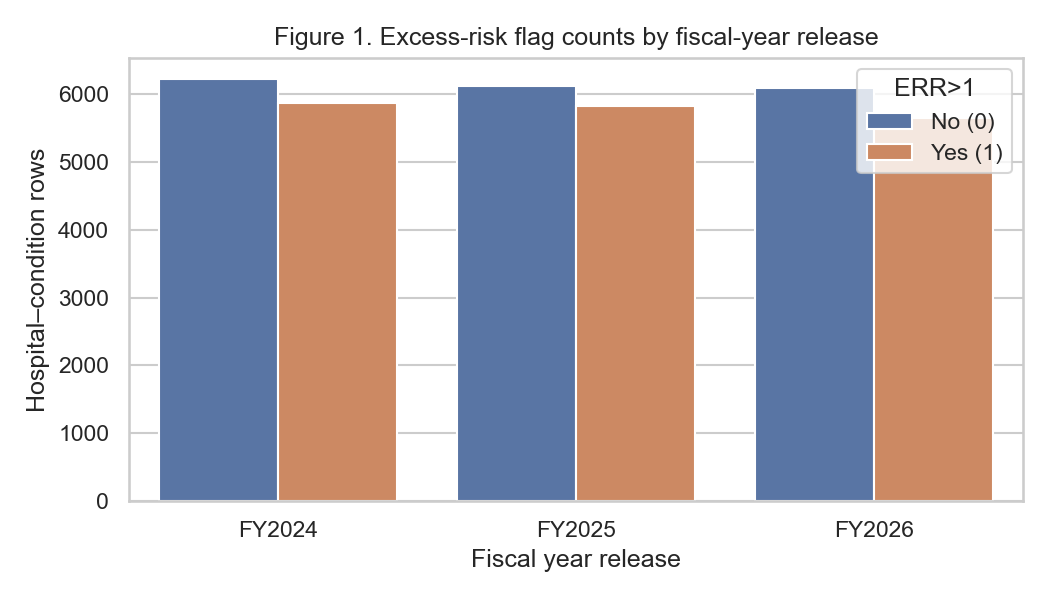 Figure 1. Excess-risk flag counts by fiscal-year release
ERR>1
No (0)
Yes (1)
Hospital–condition rows
6000
5000
4000
3000
2000
1000
0
FY2024 FY2025 FY2026
Fiscal year release